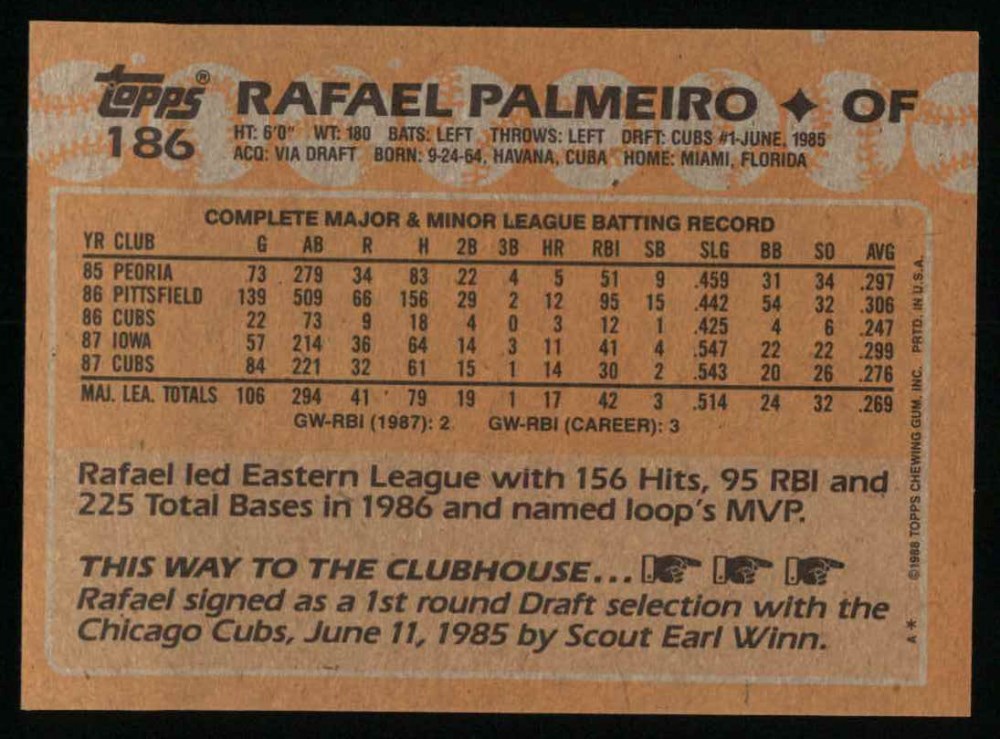 topps® RAFAEL PALMEIRO ✦ OF
186
HT: 6'0" WT: 180 BATS: LEFT THROWS: LEFT DRFT: CUBS #1-JUNE, 1985
ACQ: VIA DRAFT BORN: 9-24-64, HAVANA, CUBA HOME: MIAMI, FLORIDA
COMPLETE MAJOR & MINOR LEAGUE BATTING RECORD
YR CLUB G AB R H 2B 3B HR RBI SB SLG BB SO AVG
85 PEORIA 73 279 34 83 22 4 5 51 9 .459 31 34 .297
86 PITTSFIELD 139 509 66 156 29 2 12 95 15 .442 54 32 .306
86 CUBS 22 73 9 18 4 0 3 12 1 .425 4 6 .247
87 IOWA 57 214 36 64 14 3 11 41 4 .547 22 22 .299
87 CUBS 84 221 32 61 15 1 14 30 2 .543 20 26 .276
MAJ. LEA. TOTALS 106 294 41 79 19 1 17 42 3 .514 24 32 .269
GW-RBI (1987): 2 GW-RBI (CAREER): 3
Rafael led Eastern League with 156 Hits, 95 RBI and
225 Total Bases in 1986 and named loop's MVP.
THIS WAY TO THE CLUBHOUSE...
Rafael signed as a 1st round Draft selection with the
Chicago Cubs, June 11, 1985 by Scout Earl Winn.
A * ©1988 TOPPS CHEWING GUM, INC. PRTD. IN U.S.A.